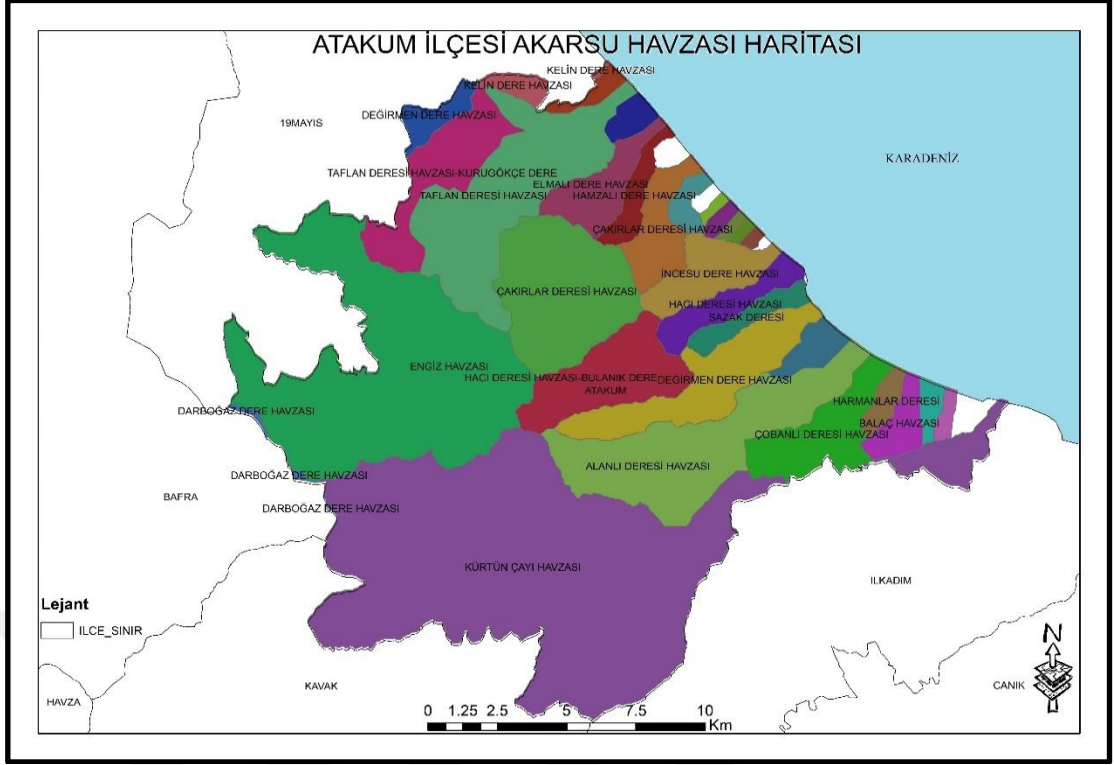 ATAKUM İLÇESİ AKARSU HAVZASI HARİTASI
KELİN DERE HAVZASI
KELİN DERE HAVZASI
DEĞİRMEN DERE HAVZASI
19MAYIS
KARADENİZ
TAFLAN DERESİ HAVZASI-KURUGÖKÇE DERE
ELMALI DERE HAVZASI
TAFLAN DERESİ HAVZASI
HAMZALI DERE HAVZASI
ÇAKIRLAR DERESİ HAVZASI
İNCESU DERE HAVZASI
ÇAKIRLAR DERESİ HAVZASI
HACI DERESİ HAVZASI
SAZAK DERESİ
ENGİZ HAVZASI
HACI DERESİ HAVZASI-BULANIK DERE
DEĞİRMEN DERE HAVZASI
ATAKUM
HARMANLAR DERESİ
DARBOĞAZ DERE HAVZASI
BALAÇ HAVZASI
ÇOBANLI DERESİ HAVZASI
ALANLI DERESİ HAVZASI
DARBOĞAZ DERE HAVZASI
BAFRA
DARBOĞAZ DERE HAVZASI
KÜRTÜN ÇAYI HAVZASI
ILKADIM
Lejant
ILCE_SINIR
N
KAVAK
CANIK
HAVZA
0 1.25 2.5 5 7.5 10
Km